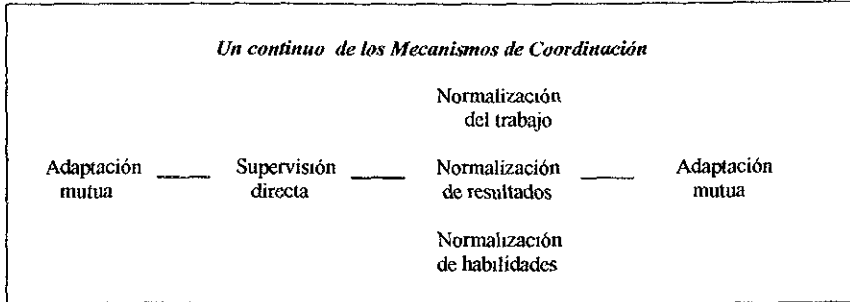 Un continuo de los Mecanismos de Coordinación
Normalización
del trabajo
Adaptación
mutua
Supervisión
directa
Normalización
de resultados
Adaptación
mutua
Normalización
de habilidades